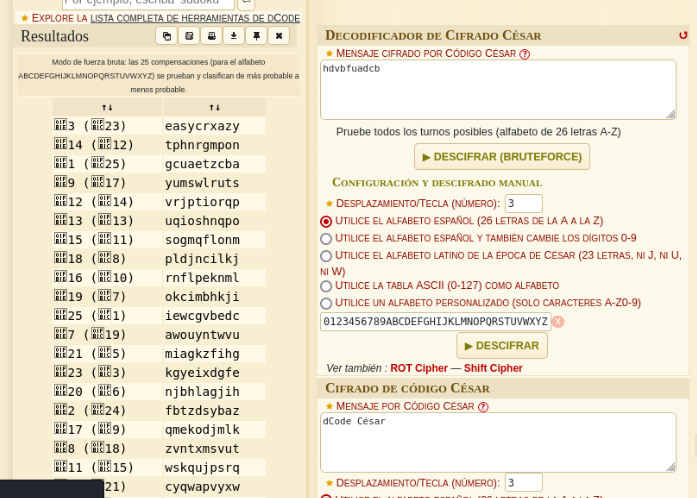 Por ejemplo, escribe 'sudoku'
★ EXPLORE LA LISTA COMPLETA DE HERRAMIENTAS DE DCODE
Resultados
Modo de fuerza bruta: las 25 compensaciones (para el alfabeto
ABCDEFGHIJKLMNOPQRSTUVWXYZ) se prueban y clasifican de más probable a
menos probable.
↑↓ ↑↓
3 (23) easycrxazy
14 (12) tphnrgmpon
1 (25) gcuaetzcba
9 (17) yumswlruts
12 (14) vrjptiorqp
13 (13) uqioshnqpo
15 (11) sogmqflonm
18 (8) pldjncilkj
16 (10) rnflpeknml
19 (7) okcimbhkji
25 (1) iewcgvbedc
7 (19) awouyntwvu
21 (5) miagkzfihg
23 (3) kgyeixdgfe
20 (6) njbhlagjih
2 (24) fbtzdsybaz
17 (9) qmekodjmlk
8 (18) zvntxmsvut
11 (15) wskqujpsrq
21) cyqwapvyxw
DECODIFICADOR DE CIFRADO CÉSAR
★ MENSAJE CIFRADO POR CÓDIGO CÉSAR ?
hdvbfuadcb
Pruebe todos los turnos posibles (alfabeto de 26 letras A-Z)
▶ DESCIFRAR (BRUTEFORCE)
CONFIGURACIÓN Y DESCIFRADO MANUAL
★ DESPLAZAMIENTO/TECLA (NÚMERO): 3
★ UTILICE EL ALFABETO ESPAÑOL (26 LETRAS DE LA A A LA Z)
★ UTILICE EL ALFABETO ESPAÑOL Y TAMBIÉN CAMBIE LOS DÍGITOS 0-9
★ UTILICE EL ALFABETO LATINO DE LA ÉPOCA DE CÉSAR (23 LETRAS, NI J, NI U,
NI W)
★ UTILICE LA TABLA ASCII (0-127) COMO ALFABETO
★ UTILICE UN ALFABETO PERSONALIZADO (SOLO CARACTERES A-Z0-9)
0123456789ABCDEFGHIJKLMNOPQRSTUVWXYZ X
▶ DESCIFRAR
Ver también : ROT Cipher — Shift Cipher
CIFRADO DE CÓDIGO CÉSAR
★ MENSAJE POR CÓDIGO CÉSAR ?
dCode César
★ DESPLAZAMIENTO/TECLA (NÚMERO): 3